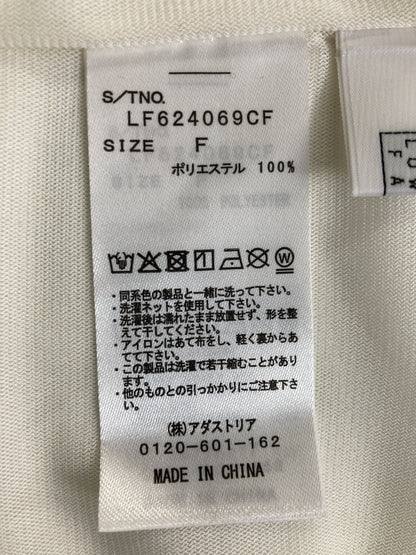 S/TNO.
LF624069CF
SIZE F
ポリエステル 100%
・同系色の製品と一緒に洗って下さい。
・洗濯ネットを使用して下さい。
・洗濯後は濡れたまま放置せず、形を整
えて干してください。
・アイロンはあて布をし、軽く裏からあ
てて下さい。
・この製品は洗濯で若干縮むことがあり
ます。
・他のものとの引っかかりにご注意下さ
い。
(株)アダストリア
0120-601-162
MADE IN CHINA